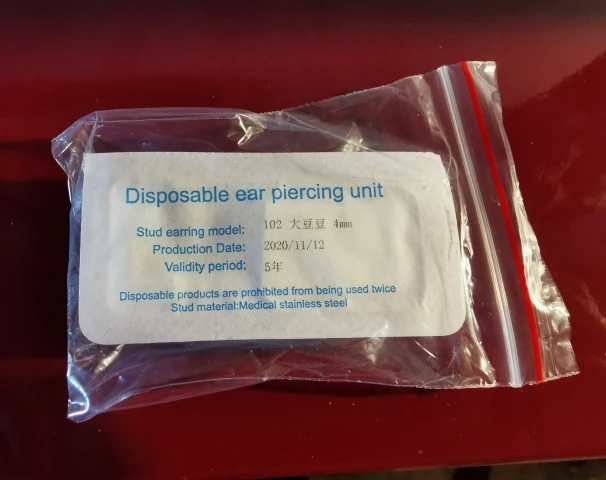 Disposable ear piercing unit
Stud earring model: 102 大豆豆 4mm
Production Date: 2020/11/12
Validity period: 5年
Disposable products are prohibited from being used twice
Stud material:Medical stainless steel